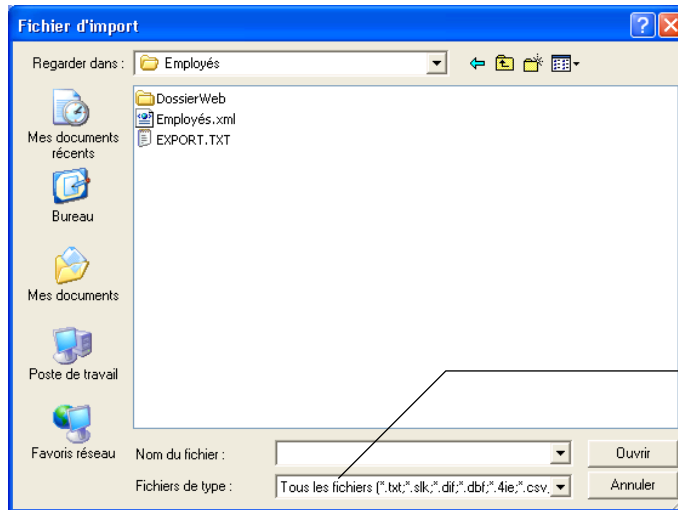 Fichier d'import
Regarder dans :
Employés
DossierWeb
Employés.xml
EXPORT.TXT
Mes documents
récents
Bureau
Mes documents
Poste de travail
Favoris réseau
Nom du fichier :
Ouvrir
Fichiers de type :
Tous les fichiers (*.txt;*.slk;*.dif;*.dbf;*.4ie;*.csv,
Annuler